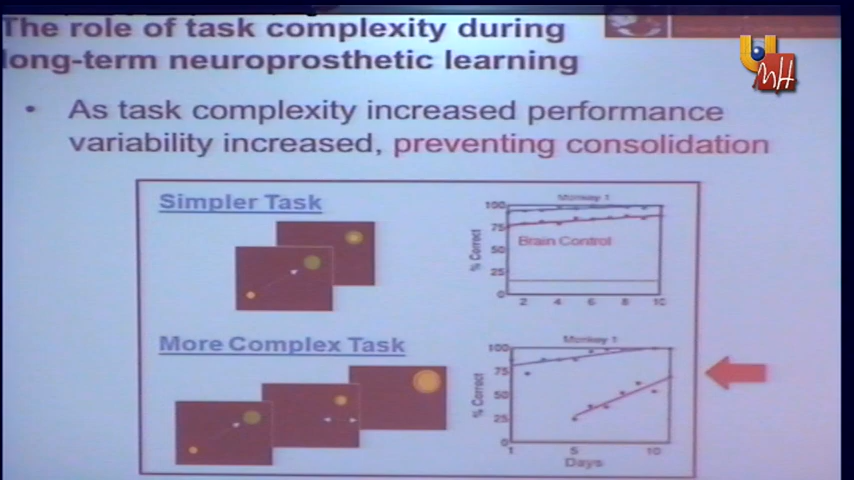 The role of task complexity during
long-term neuroprosthetic learning
• As task complexity increased performance
variability increased, preventing consolidation
Simpler Task
Monkey 1
% Correct
100
75
50
25
0
Brain Control
2 4 6 8 10
More Complex Task
Monkey 1
% Correct
100
75
50
25
0
1 5 10
Days
UMH